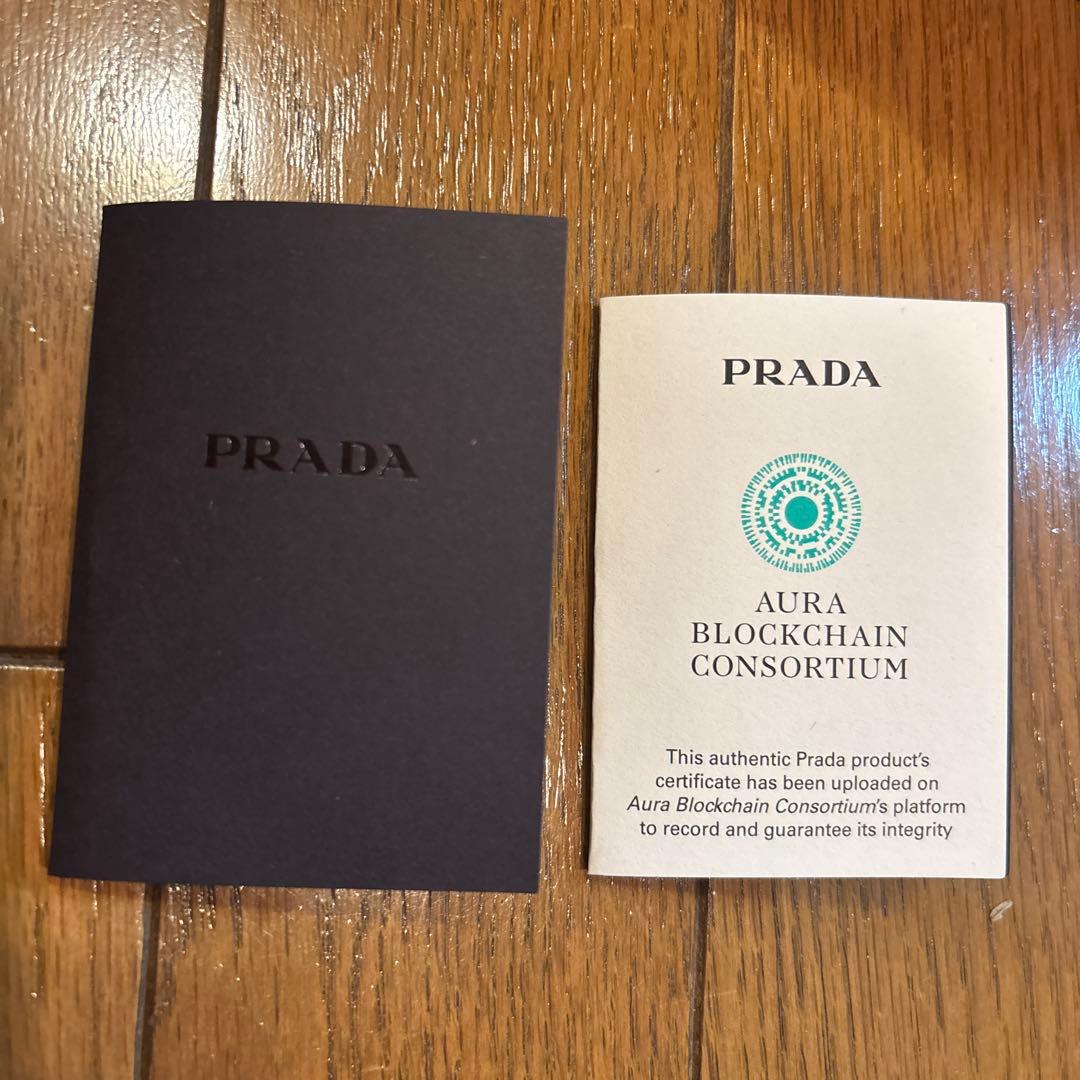 PRADA
PRADA
AURA
BLOCKCHAIN
CONSORTIUM
This authentic Prada product's
certificate has been uploaded on
Aura Blockchain Consortium's platform
to record and guarantee its integrity